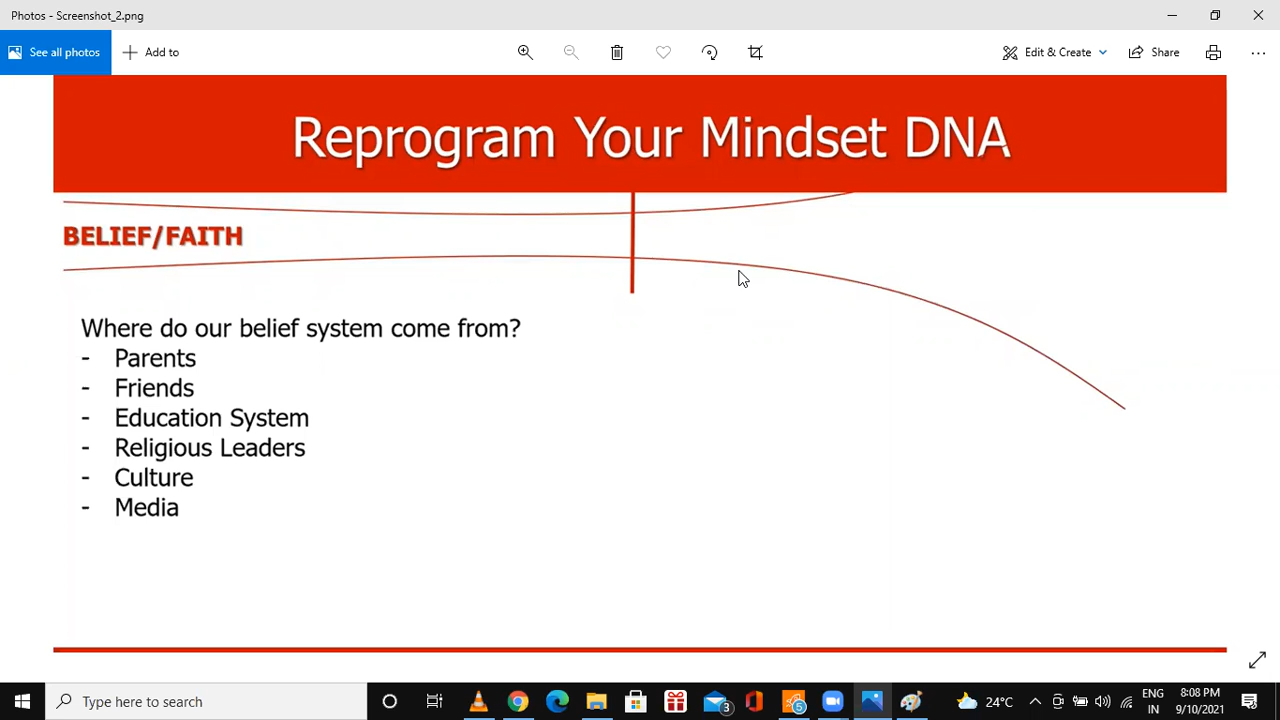 Photos - Screenshot_2.png
See all photos
Add to
Edit & Create
Share
Reprogram Your Mindset DNA
BELIEF/FAITH
Where do our belief system come from?
- Parents
- Friends
- Education System
- Religious Leaders
- Culture
- Media
Type here to search
3
5
24°C
ENG
IN
8:08 PM
9/10/2021